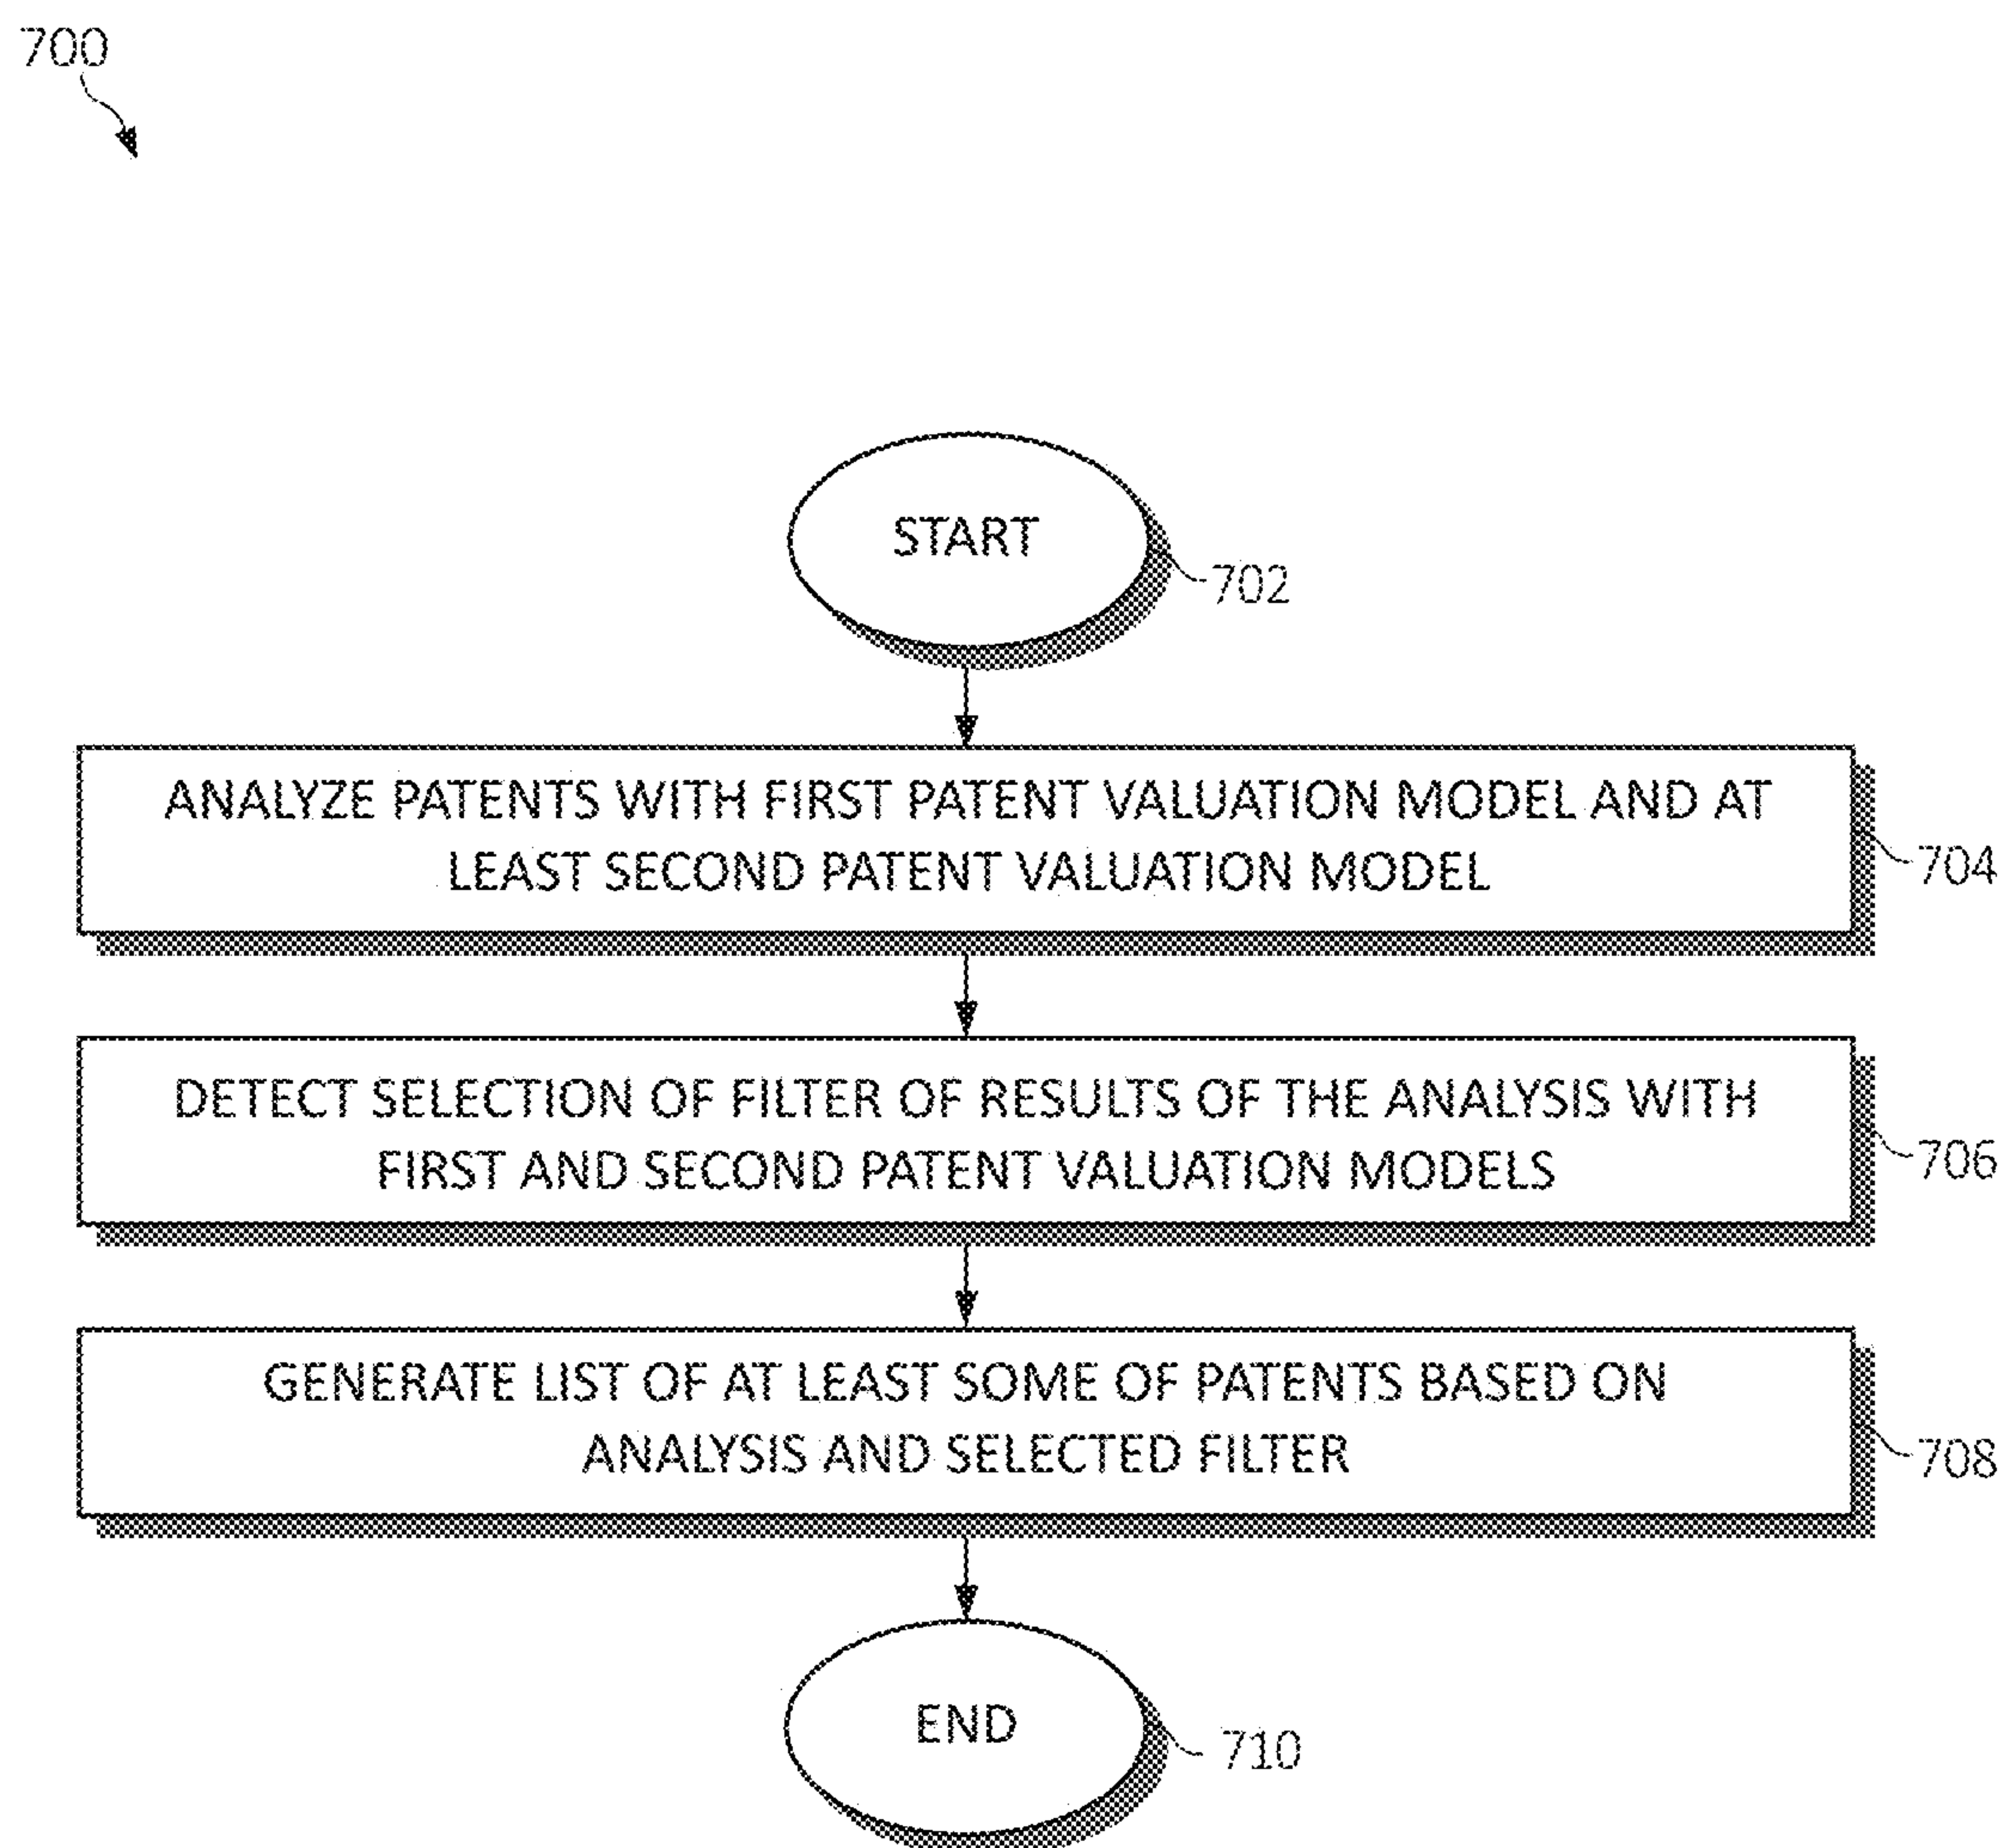 700
START
702
ANALYZE PATENTS WITH FIRST PATENT VALUATION MODEL AND AT
LEAST SECOND PATENT VALUATION MODEL
704
DETECT SELECTION OF FILTER OF RESULTS OF THE ANALYSIS WITH
FIRST AND SECOND PATENT VALUATION MODELS
706
GENERATE LIST OF AT LEAST SOME OF PATENTS BASED ON
ANALYSIS AND SELECTED FILTER
708
END
710